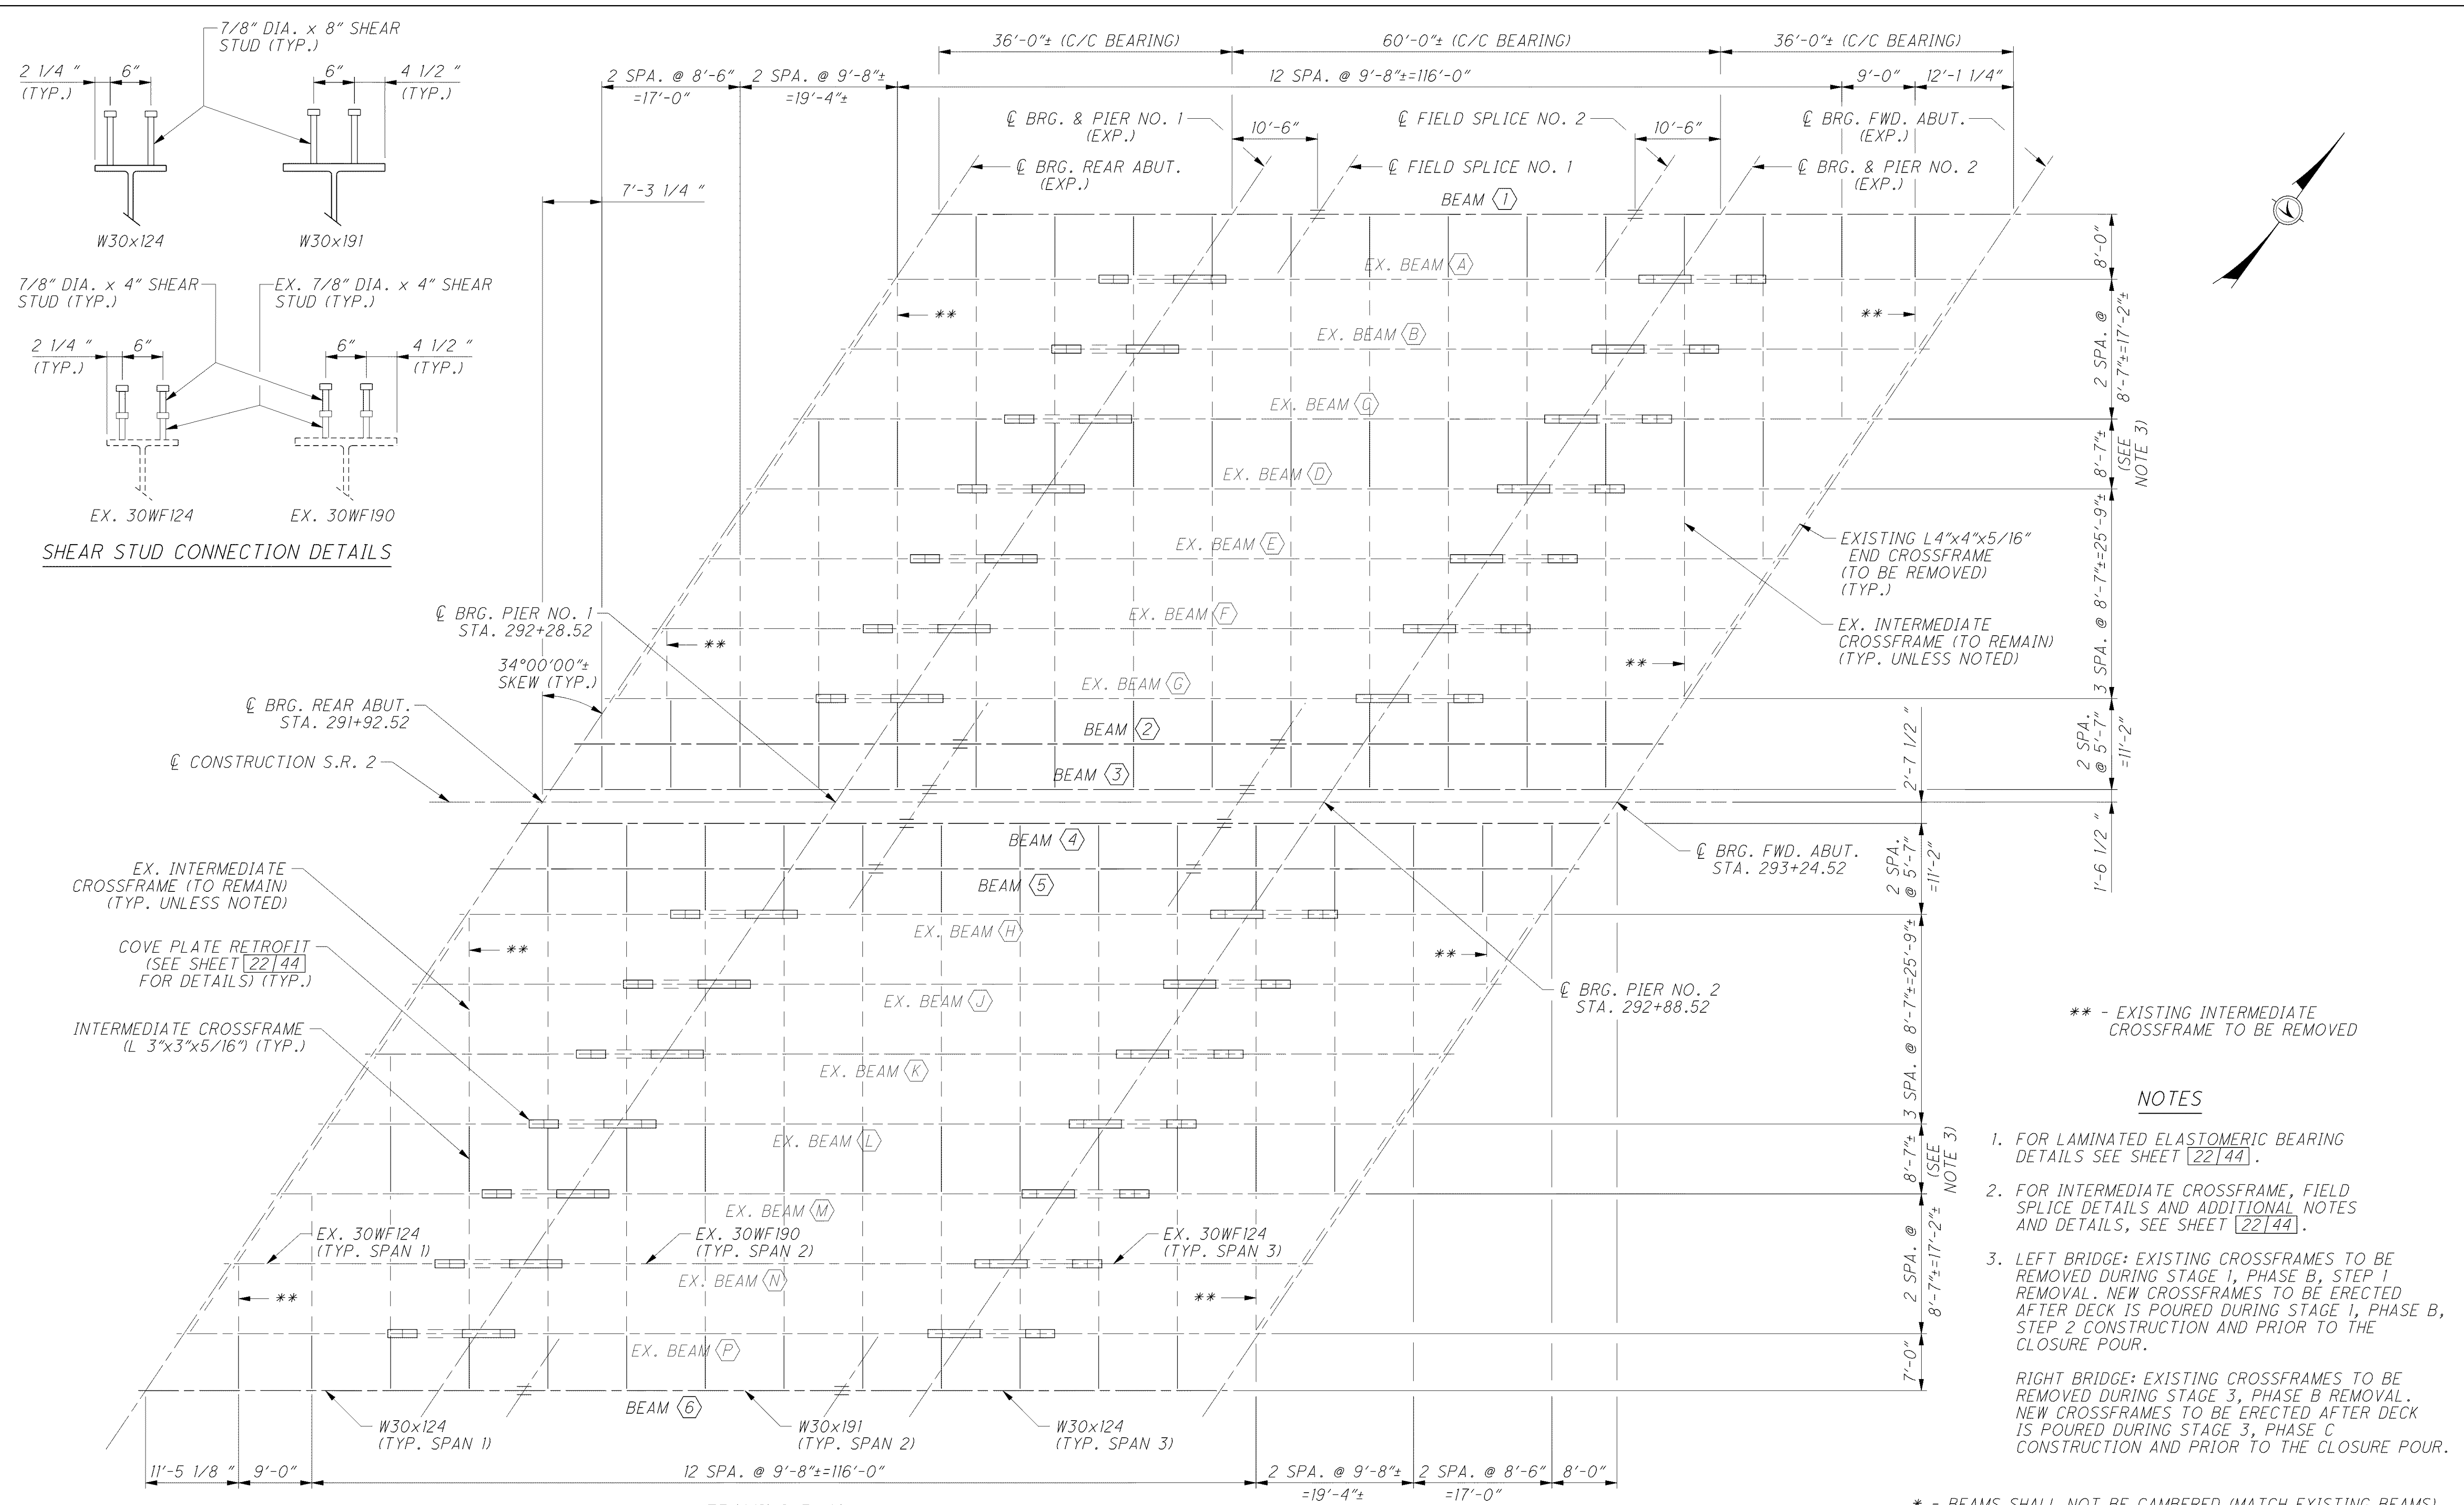 7/8" DIA. x 8" SHEAR
STUD (TYP.)
2 1/4 "
(TYP.)
6"
6"
4 1/2 "
(TYP.)
W30x124
W30x191
7/8" DIA. x 4" SHEAR
STUD (TYP.)
EX. 7/8" DIA. x 4" SHEAR
STUD (TYP.)
2 1/4 "
(TYP.)
6"
6"
4 1/2 "
(TYP.)
EX. 30WF124
EX. 30WF190
SHEAR STUD CONNECTION DETAILS
36'-0"± (C/C BEARING)
60'-0"± (C/C BEARING)
36'-0"± (C/C BEARING)
2 SPA. @ 8'-6"
=17'-0"
2 SPA. @ 9'-8"±
=19'-4"±
12 SPA. @ 9'-8"±=116'-0"
9'-0"
12'-1 1/4"
℄ BRG. & PIER NO. 1
(EXP.)
10'-6"
℄ FIELD SPLICE NO. 2
10'-6"
℄ BRG. FWD. ABUT.
(EXP.)
℄ BRG. REAR ABUT.
(EXP.)
℄ FIELD SPLICE NO. 1
℄ BRG. & PIER NO. 2
(EXP.)
7'-3 1/4 "
BEAM 1
EX. BEAM A
**
**
EX. BEAM B
EX. BEAM C
EX. BEAM D
EX. BEAM E
EX. BEAM F
**
**
EX. BEAM G
BEAM 2
BEAM 3
8'-0"
2 SPA. @
8'-7"±=17'-2"±
8'-7"±
(SEE
NOTE 3)
3 SPA. @ 8'-7"±=25'-9"±
2 SPA.
@ 5'-7"
=11'-2"
1'-6 1/2 "
EXISTING L4"x4"x5/16"
END CROSSFRAME
(TO BE REMOVED)
(TYP.)
EX. INTERMEDIATE
CROSSFRAME (TO REMAIN)
(TYP. UNLESS NOTED)
℄ BRG. PIER NO. 1
STA. 292+28.52
34°00'00"±
SKEW (TYP.)
℄ BRG. REAR ABUT.
STA. 291+92.52
℄ CONSTRUCTION S.R. 2
BEAM 4
BEAM 5
℄ BRG. FWD. ABUT.
STA. 293+24.52
2'-7 1/2 "
2 SPA.
@ 5'-7"
=11'-2"
3 SPA. @ 8'-7"±=25'-9"±
8'-7"±
(SEE
NOTE 3)
2 SPA. @
8'-7"±=17'-2"±
7'-0"
EX. INTERMEDIATE
CROSSFRAME (TO REMAIN)
(TYP. UNLESS NOTED)
COVE PLATE RETROFIT
(SEE SHEET 22/44
FOR DETAILS) (TYP.)
INTERMEDIATE CROSSFRAME
(L 3"x3"x5/16") (TYP.)
EX. BEAM H
**
**
EX. BEAM J
℄ BRG. PIER NO. 2
STA. 292+88.52
EX. BEAM K
EX. BEAM L
EX. BEAM M
EX. 30WF124
(TYP. SPAN 1)
EX. 30WF190
(TYP. SPAN 2)
EX. 30WF124
(TYP. SPAN 3)
EX. BEAM N
**
**
EX. BEAM P
BEAM 6
W30x124
(TYP. SPAN 1)
W30x191
(TYP. SPAN 2)
W30x124
(TYP. SPAN 3)
11'-5 1/8 "
9'-0"
12 SPA. @ 9'-8"±=116'-0"
2 SPA. @ 9'-8"±
=19'-4"±
2 SPA. @ 8'-6"
=17'-0"
8'-0"
** - EXISTING INTERMEDIATE
CROSSFRAME TO BE REMOVED
NOTES
1. FOR LAMINATED ELASTOMERIC BEARING
DETAILS SEE SHEET 22/44 .
2. FOR INTERMEDIATE CROSSFRAME, FIELD
SPLICE DETAILS AND ADDITIONAL NOTES
AND DETAILS, SEE SHEET 22/44 .
3. LEFT BRIDGE: EXISTING CROSSFRAMES TO BE
REMOVED DURING STAGE 1, PHASE B, STEP 1
REMOVAL. NEW CROSSFRAMES TO BE ERECTED
AFTER DECK IS POURED DURING STAGE 1, PHASE B,
STEP 2 CONSTRUCTION AND PRIOR TO THE
CLOSURE POUR.
RIGHT BRIDGE: EXISTING CROSSFRAMES TO BE
REMOVED DURING STAGE 3, PHASE B REMOVAL.
NEW CROSSFRAMES TO BE ERECTED AFTER DECK
IS POURED DURING STAGE 3, PHASE C
CONSTRUCTION AND PRIOR TO THE CLOSURE POUR.
* - BEAMS SHALL NOT BE CAMBERED (MATCH EXISTING BEAMS)